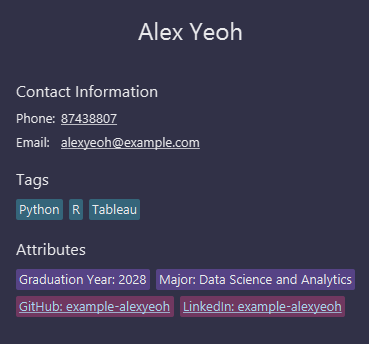 Alex Yeoh
Contact Information
Phone: 87438807
Email: alexyeoh@example.com
Tags
Python R Tableau
Attributes
Graduation Year: 2028 Major: Data Science and Analytics
GitHub: example-alexyeoh LinkedIn: example-alexyeoh